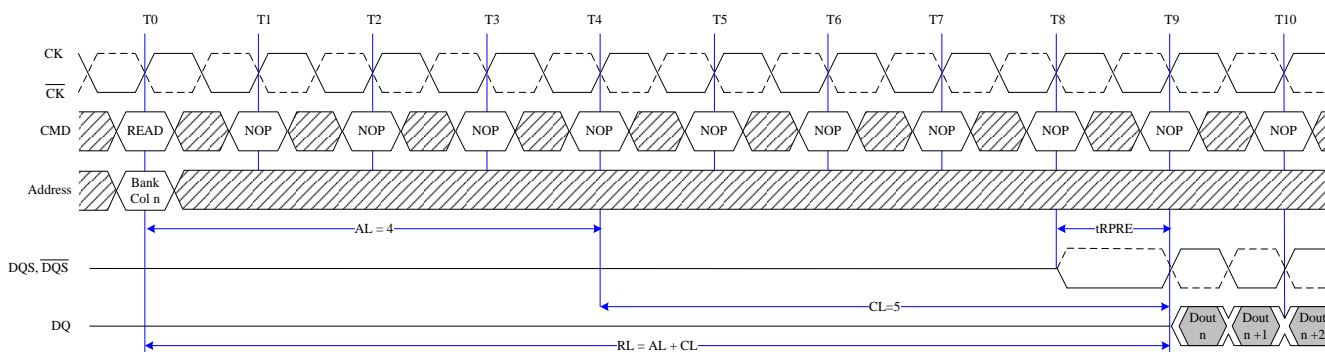 T0 T1 T2 T3 T4 T5 T6 T7 T8 T9 T10
CK
CK
CMD READ NOP NOP NOP NOP NOP NOP NOP NOP NOP NOP
Address Bank
Col n
AL = 4 tRPRE
DQS, DQS
CL=5
DQ Dout Dout Dout
n n +1 n +2
RL = AL + CL